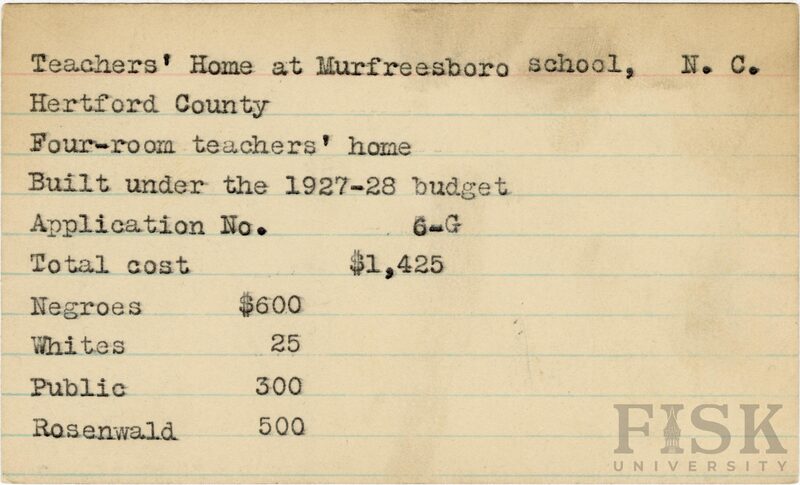 Teachers' Home at Murfreesboro school, N. C.
Hertford County
Four-room teachers' home
Built under the 1927-28 budget
Application No. 6-G
Total cost $1,425
Negroes $600
Whites 25
Public 300
Rosenwald 500
FISK
UNIVERSITY